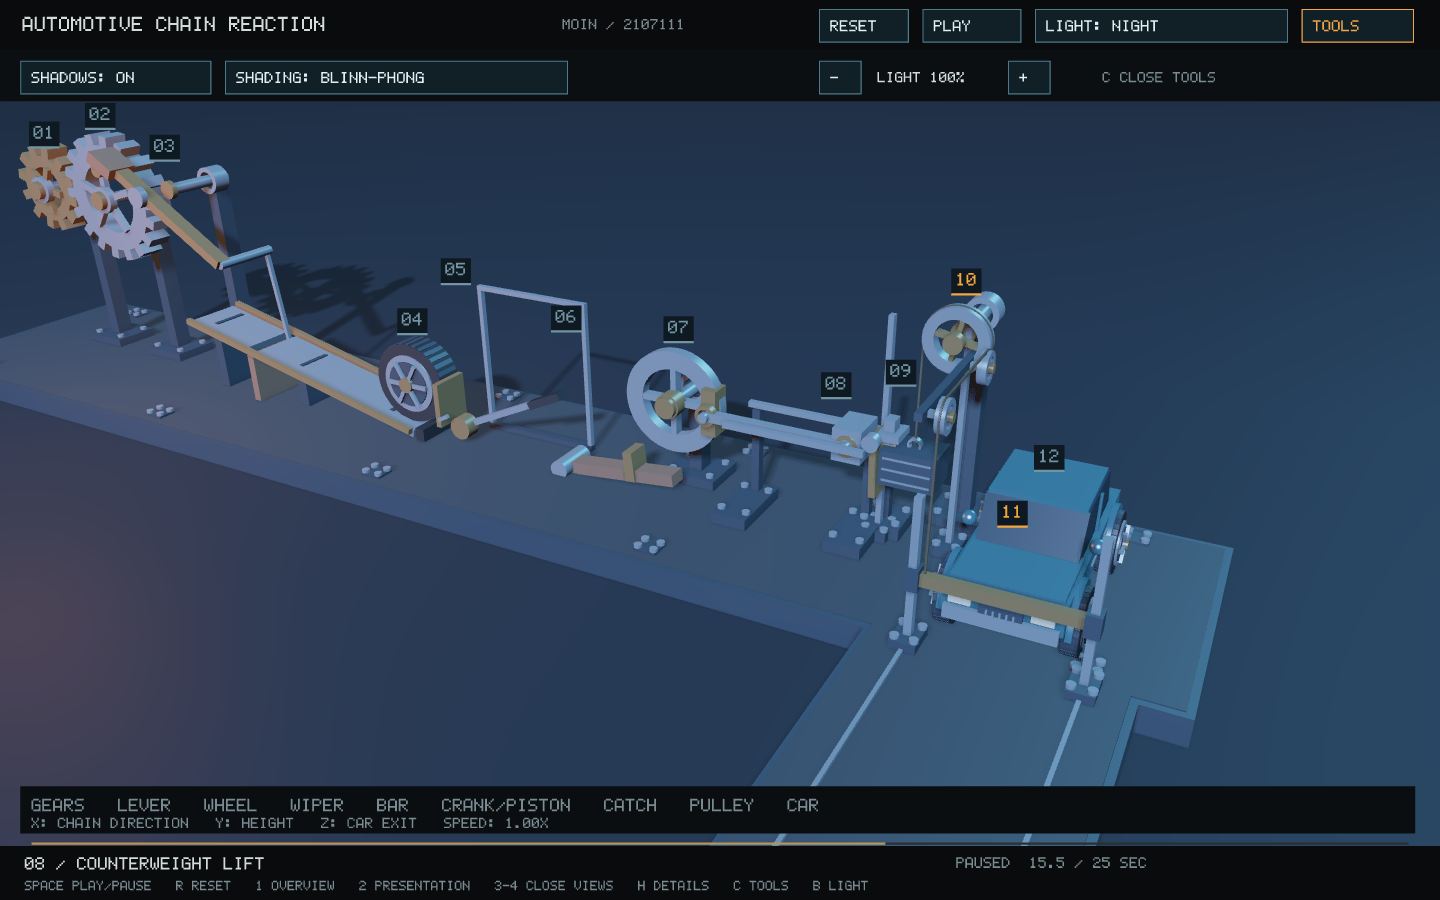 AUTOMOTIVE CHAIN REACTION
MOIN / 2107111
RESET
PLAY
LIGHT: NIGHT
TOOLS
SHADOWS: ON
SHADING: BLINN-PHONG
-
LIGHT 100%
+
C CLOSE TOOLS
01
02
03
04
05
06
07
08
09
10
11
12
GEARS LEVER WHEEL WIPER BAR CRANK/PISTON CATCH PULLEY CAR
X: CHAIN DIRECTION Y: HEIGHT Z: CAR EXIT SPEED: 1.00X
08 / COUNTERWEIGHT LIFT
PAUSED 15.5 / 25 SEC
SPACE PLAY/PAUSE R RESET 1 OVERVIEW 2 PRESENTATION 3-4 CLOSE VIEWS H DETAILS C TOOLS B LIGHT